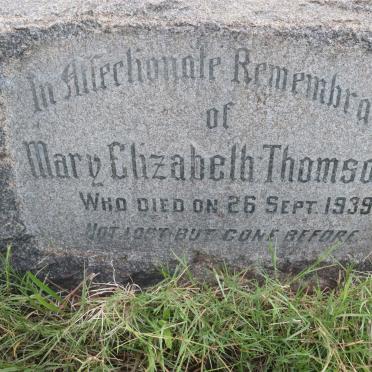 In Affectionate Remembra
of
Mary Elizabeth Thomso
Who died on 26 Sept. 1939
Not lost but gone before